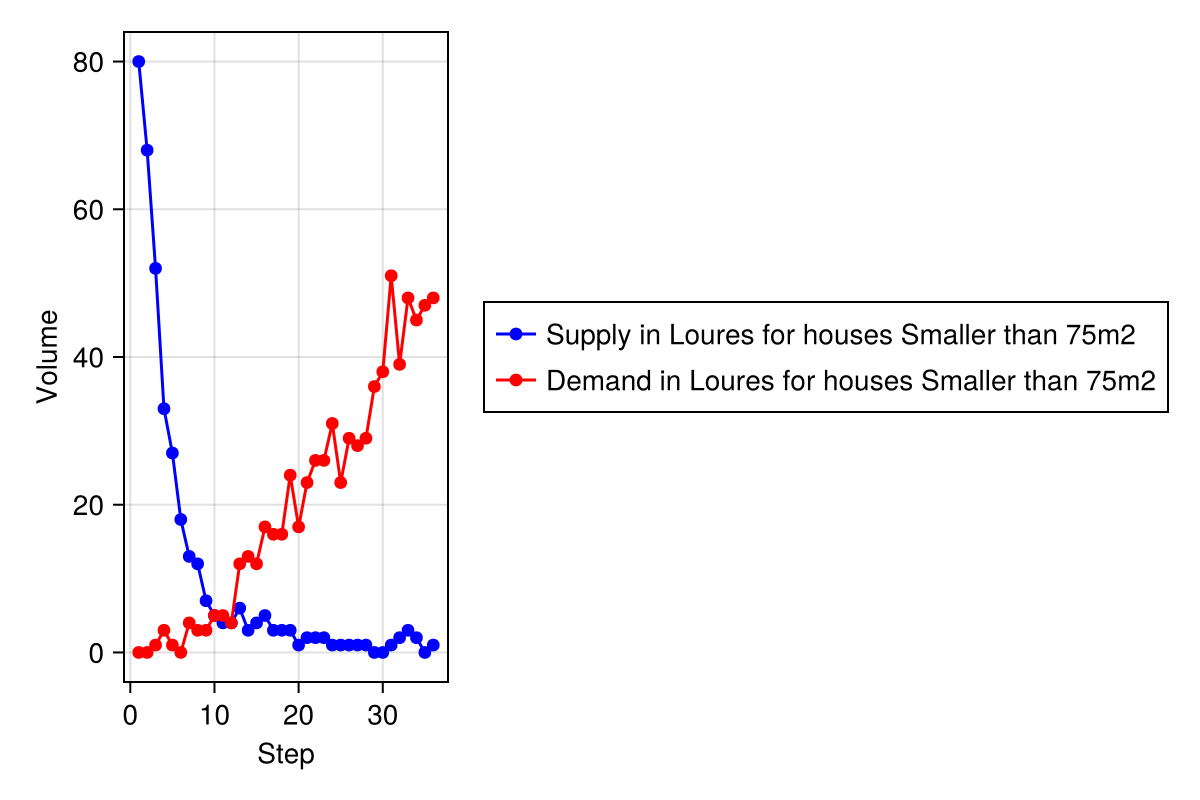 80
60
40
20
0
Volume
0 10 20 30
Step
Supply in Loures for houses Smaller than 75m2
Demand in Loures for houses Smaller than 75m2